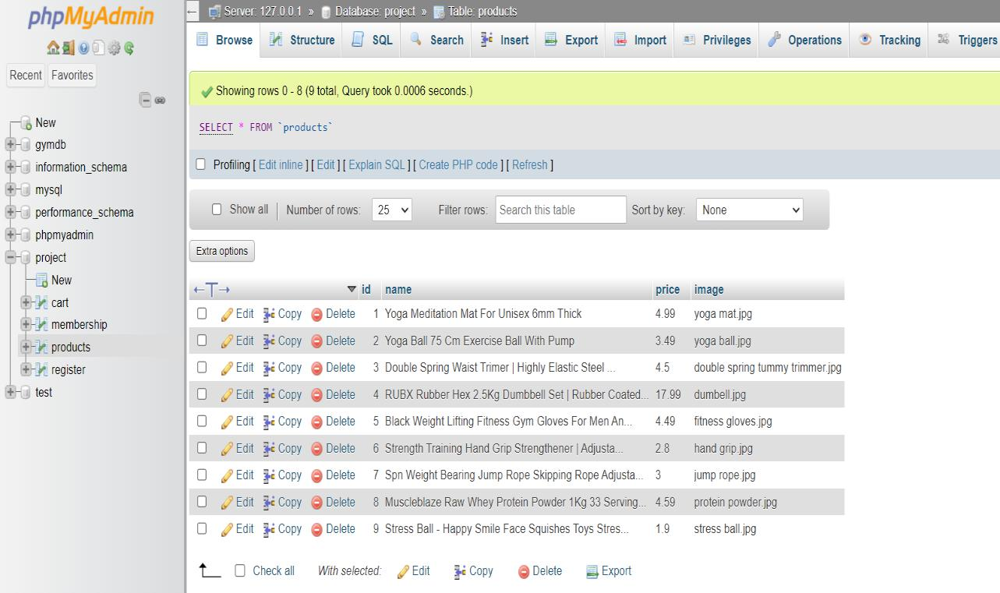 phpMyAdmin
Recent Favorites
New
gymdb
information_schema
mysql
performance_schema
phpmyadmin
project
New
cart
membership
products
register
test
Server: 127.0.0.1 » Database: project » Table: products
Browse Structure SQL Search Insert Export Import Privileges Operations Tracking Triggers
Showing rows 0 - 8 (9 total, Query took 0.0006 seconds.)
SELECT * FROM `products`
Profiling [ Edit inline ] [ Edit ] [ Explain SQL ] [ Create PHP code ] [ Refresh ]
Show all Number of rows: 25 Filter rows: Search this table Sort by key: None
Extra options
id name price image
Edit Copy Delete 1 Yoga Meditation Mat For Unisex 6mm Thick 4.99 yoga mat.jpg
Edit Copy Delete 2 Yoga Ball 75 Cm Exercise Ball With Pump 3.49 yoga ball.jpg
Edit Copy Delete 3 Double Spring Waist Trimer | Highly Elastic Steel ... 4.5 double spring tummy trimmer.jpg
Edit Copy Delete 4 RUBX Rubber Hex 2.5Kg Dumbbell Set | Rubber Coated... 17.99 dumbell.jpg
Edit Copy Delete 5 Black Weight Lifting Fitness Gym Gloves For Men An... 4.49 fitness gloves.jpg
Edit Copy Delete 6 Strength Training Hand Grip Strengthener | Adjusta... 2.8 hand grip.jpg
Edit Copy Delete 7 Spn Weight Bearing Jump Rope Skipping Rope Adjusta... 3 jump rope.jpg
Edit Copy Delete 8 Muscleblaze Raw Whey Protein Powder 1Kg 33 Serving... 4.59 protein powder.jpg
Edit Copy Delete 9 Stress Ball - Happy Smile Face Squishes Toys Stres... 1.9 stress ball.jpg
Check all With selected: Edit Copy Delete Export